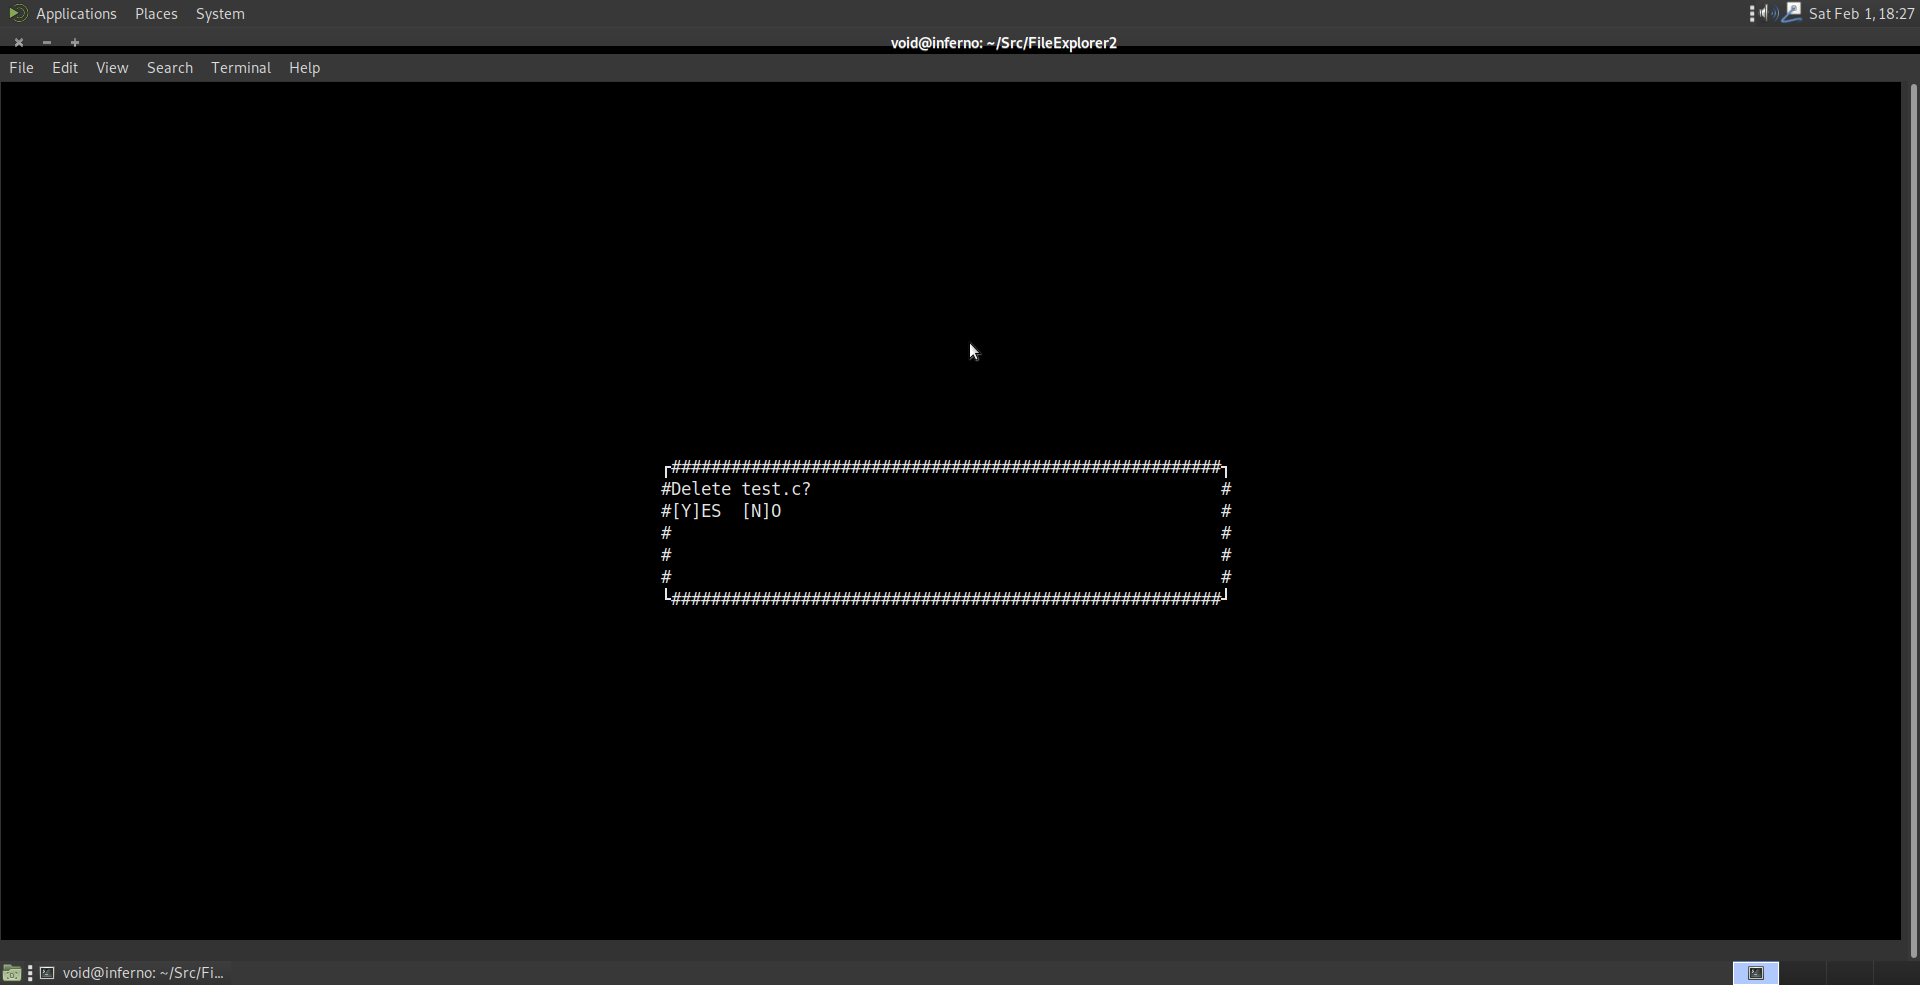 Applications Places System Sat Feb 1, 18:27
void@inferno: ~/Src/FileExplorer2
File Edit View Search Terminal Help
┌#######################################################┐
#Delete test.c? #
#[Y]ES [N]O #
# #
# #
# #
└#######################################################┘
void@inferno: ~/Src/Fi...